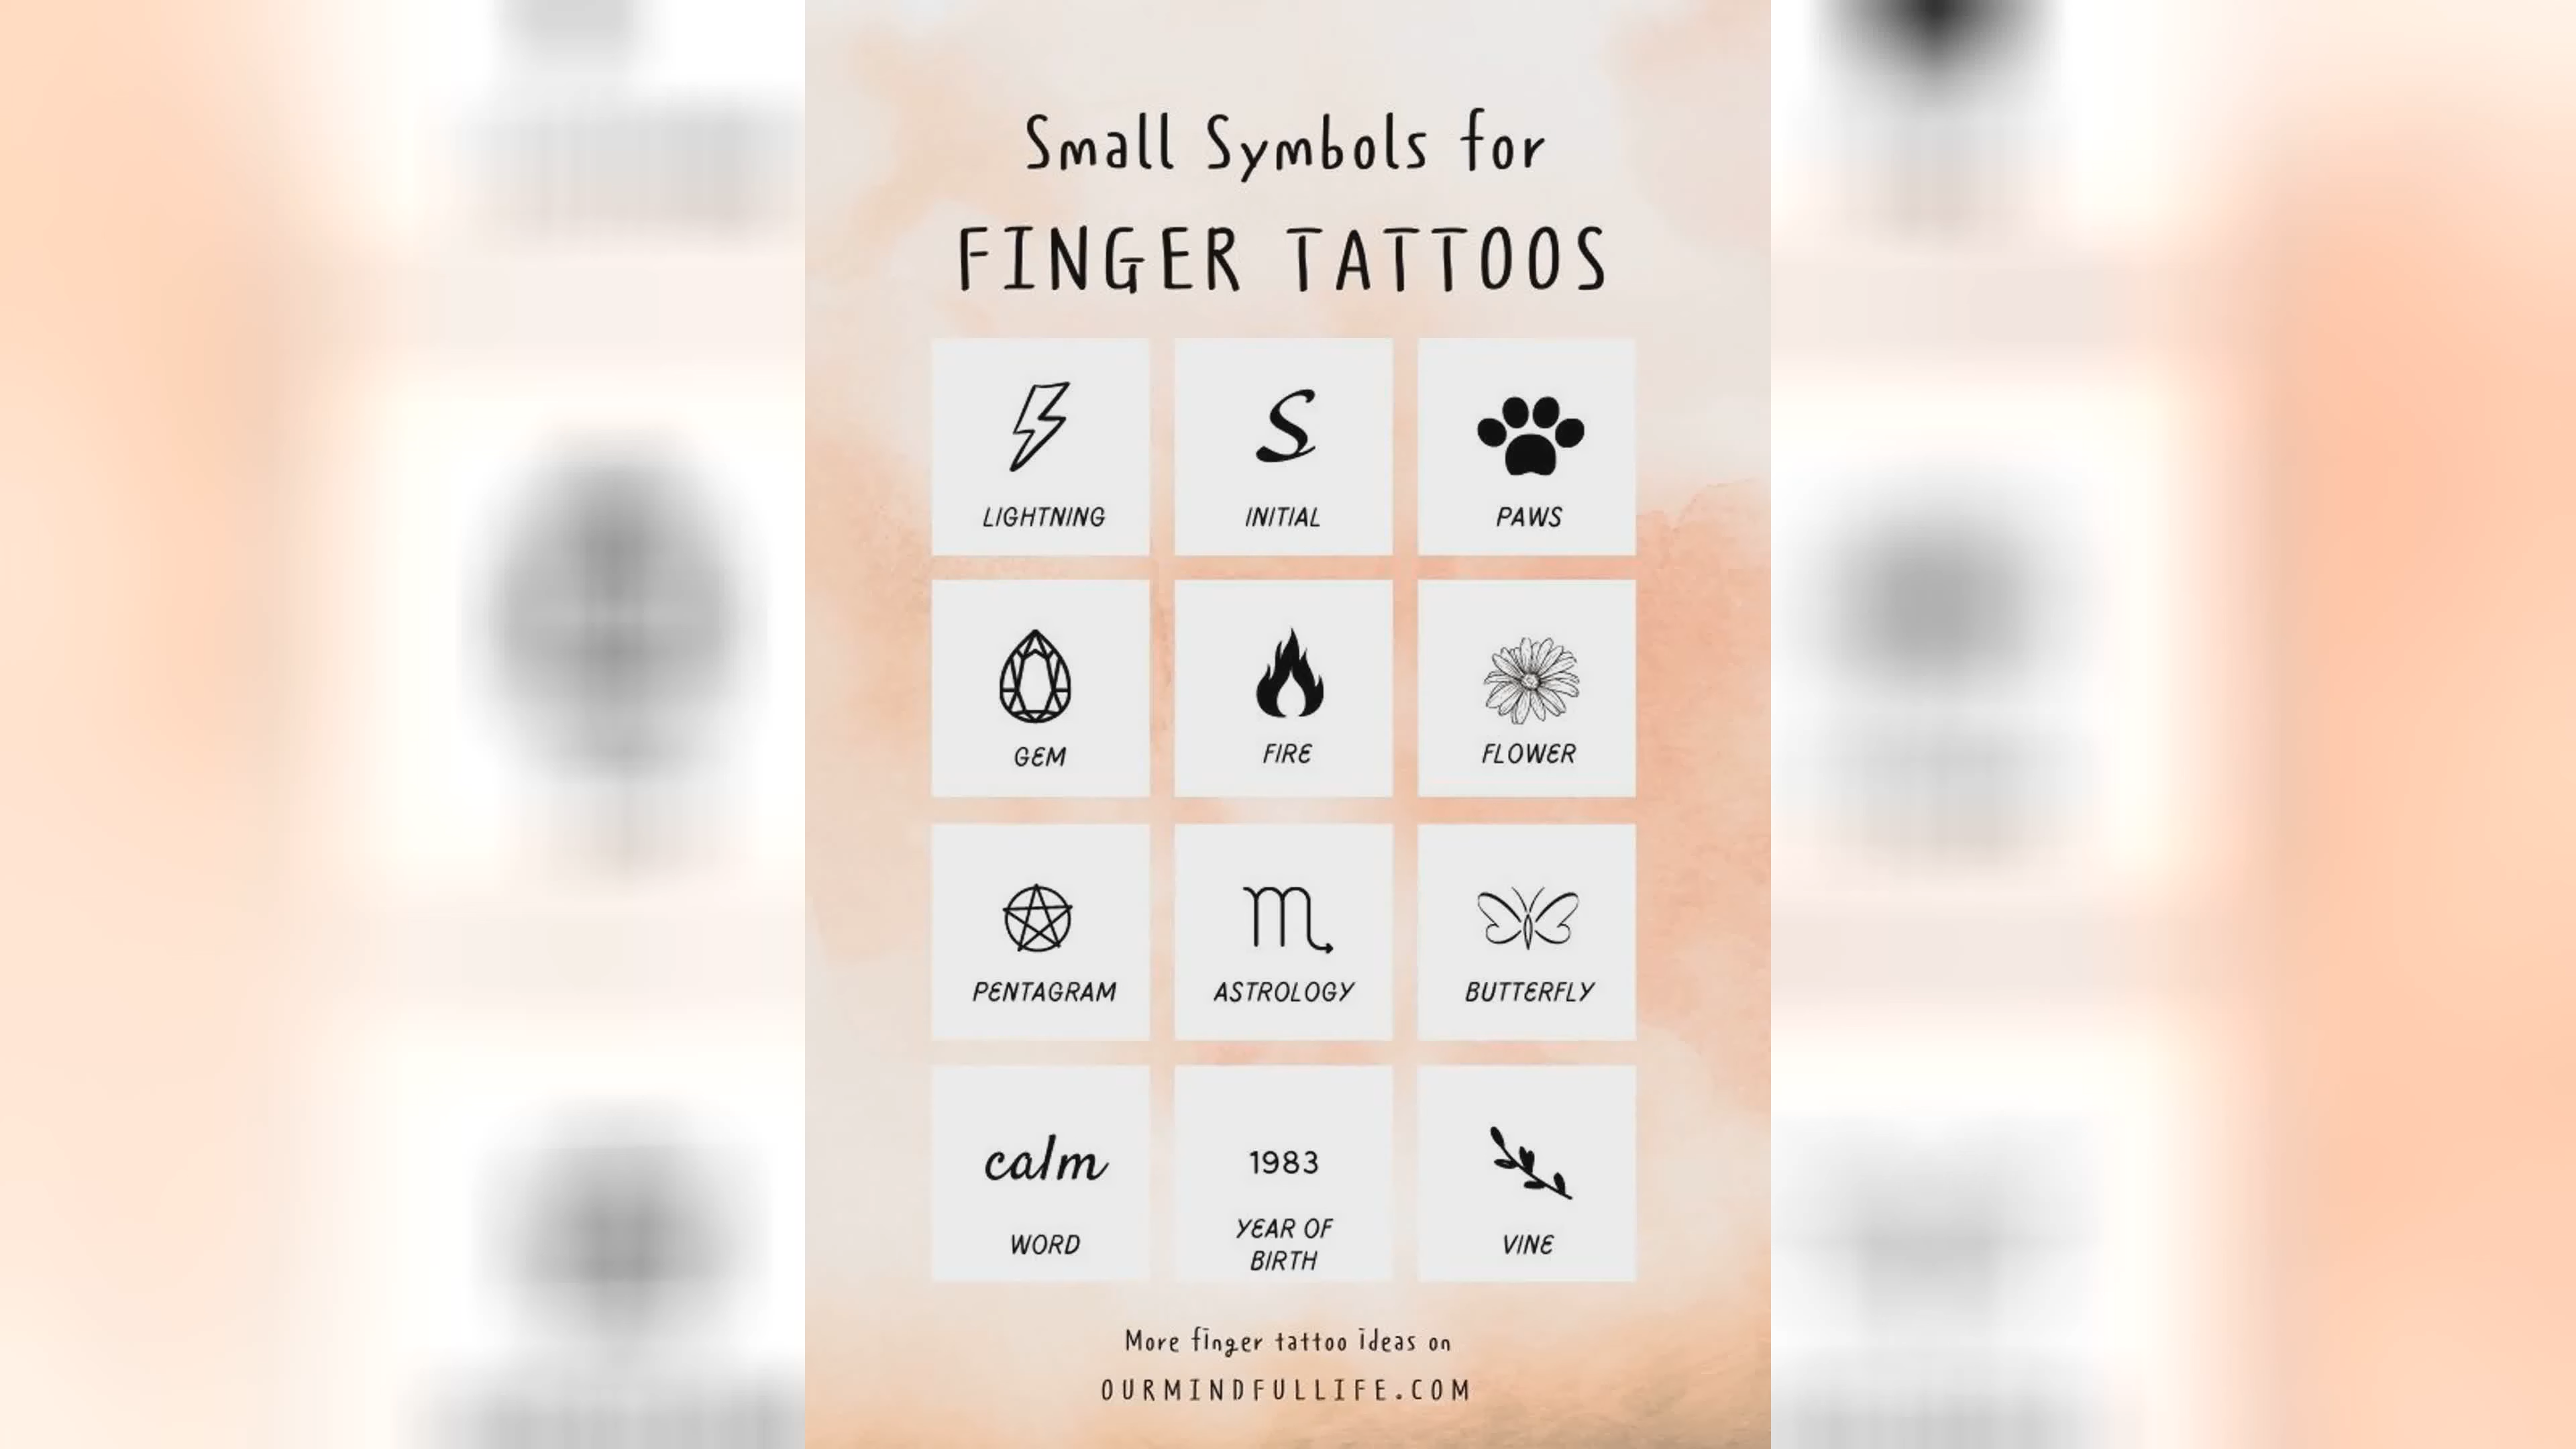 Small Symbols for
FINGER TATTOOS
S
LIGHTNING
INITIAL
PAWS
GEM
FIRE
FLOWER
PENTAGRAM
ASTROLOGY
BUTTERFLY
calm
1983
WORD
YEAR OF
BIRTH
VINE
More finger tattoo ideas on
OURMINDFULLIFE.COM